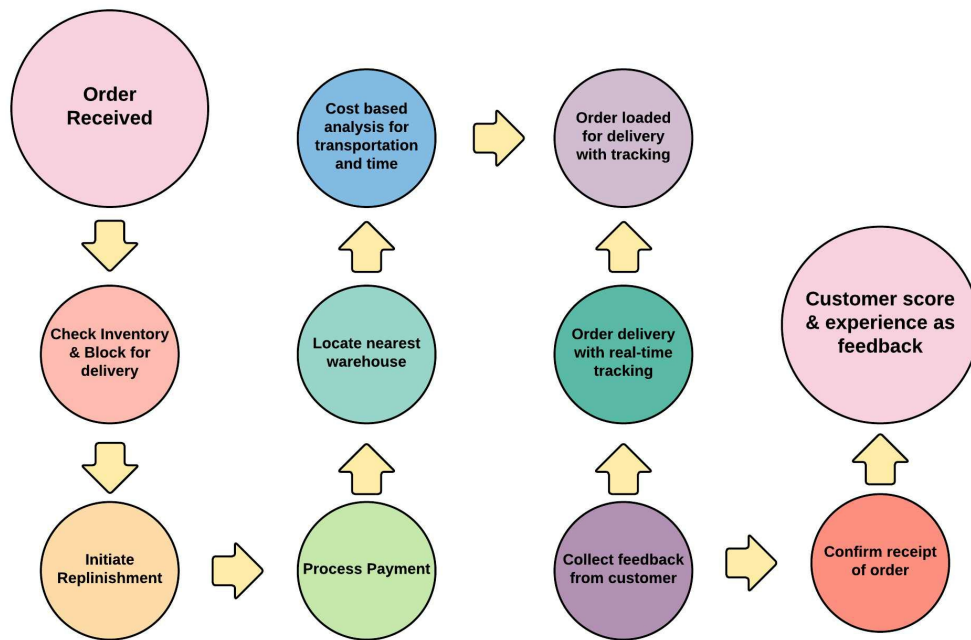 Order
Received
Check Inventory
& Block for
delivery
Initiate
Replinishment
Process Payment
Locate nearest
warehouse
Cost based
analysis for
transportation
and time
Order loaded
for delivery
with tracking
Order delivery
with real-time
tracking
Collect feedback
from customer
Confirm receipt
of order
Customer score
& experience as
feedback